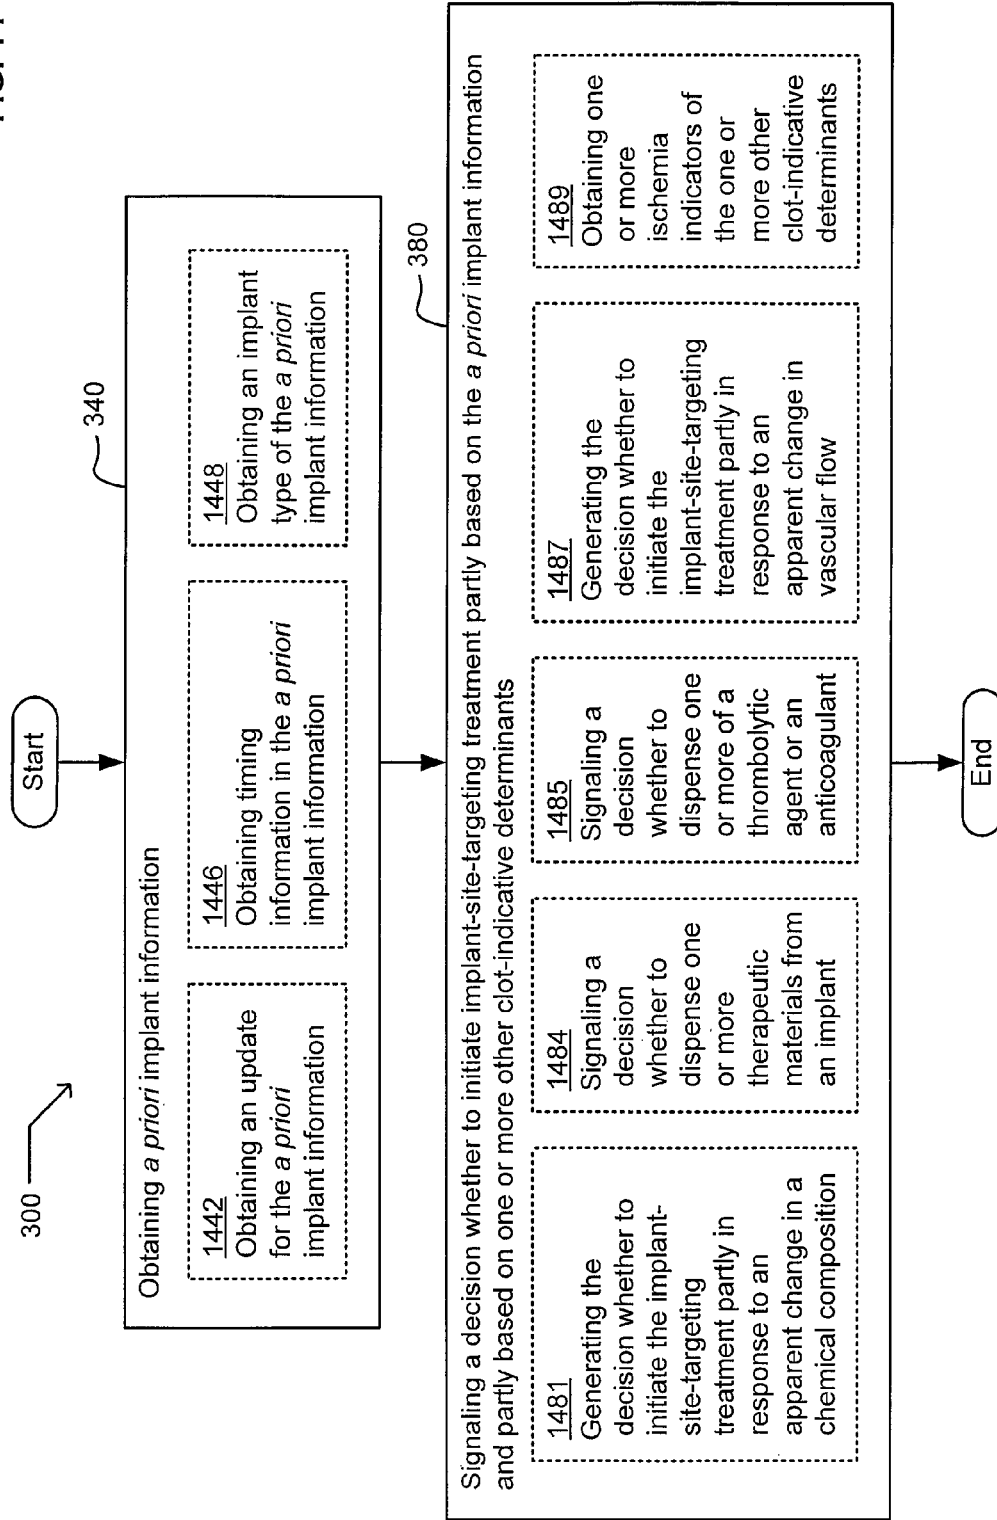 300
Start
340
Obtaining a priori implant information
1442
Obtaining an update
for the a priori
implant information
1446
Obtaining timing
information in the a priori
implant information
1448
Obtaining an implant
type of the a priori
implant information
380
Signaling a decision whether to initiate implant-site-targeting treatment partly based on the a priori implant information
and partly based on one or more other clot-indicative determinants
1481
Generating the
decision whether to
initiate the implant-
site-targeting
treatment partly in
response to an
apparent change in a
chemical composition
1484
Signaling a
decision
whether to
dispense one
or more
therapeutic
materials from
an implant
1485
Signaling a
decision
whether to
dispense one
or more of a
thrombolytic
agent or an
anticoagulant
1487
Generating the
decision whether to
initiate the
implant-site-targeting
treatment partly in
response to an
apparent change in
vascular flow
1489
Obtaining one
or more
ischemia
indicators of
the one or
more other
clot-indicative
determinants
End